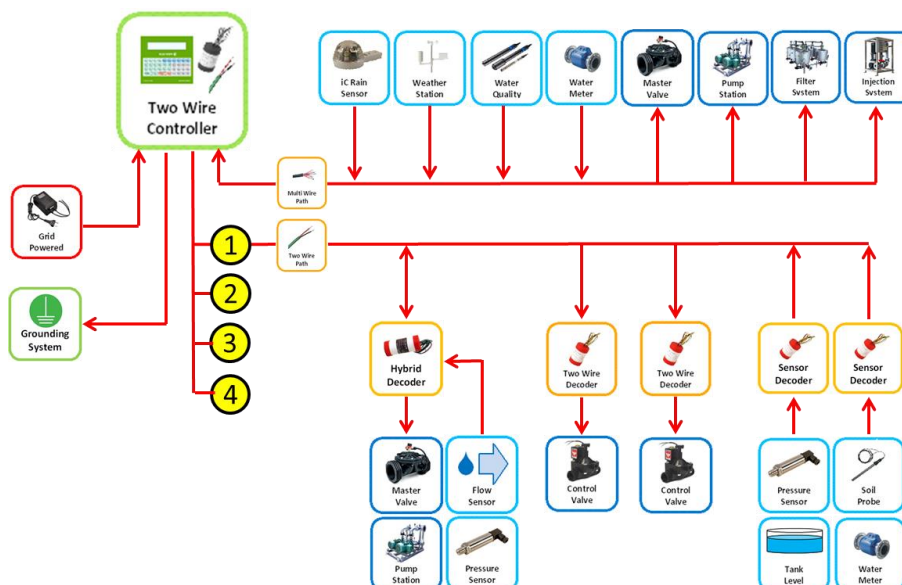 Two Wire
Controller
iC Rain
Sensor
Weather
Station
Water
Quality
Water
Meter
Master
Valve
Pump
Station
Filter
System
Injection
System
Multi Wire
Path
Grid
Powered
1
Two Wire
Path
2
Grounding
System
3
4
Hybrid
Decoder
Two Wire
Decoder
Two Wire
Decoder
Sensor
Decoder
Sensor
Decoder
Master
Valve
Flow
Sensor
Control
Valve
Control
Valve
Pressure
Sensor
Soil
Probe
Pump
Station
Pressure
Sensor
Tank
Level
Water
Meter